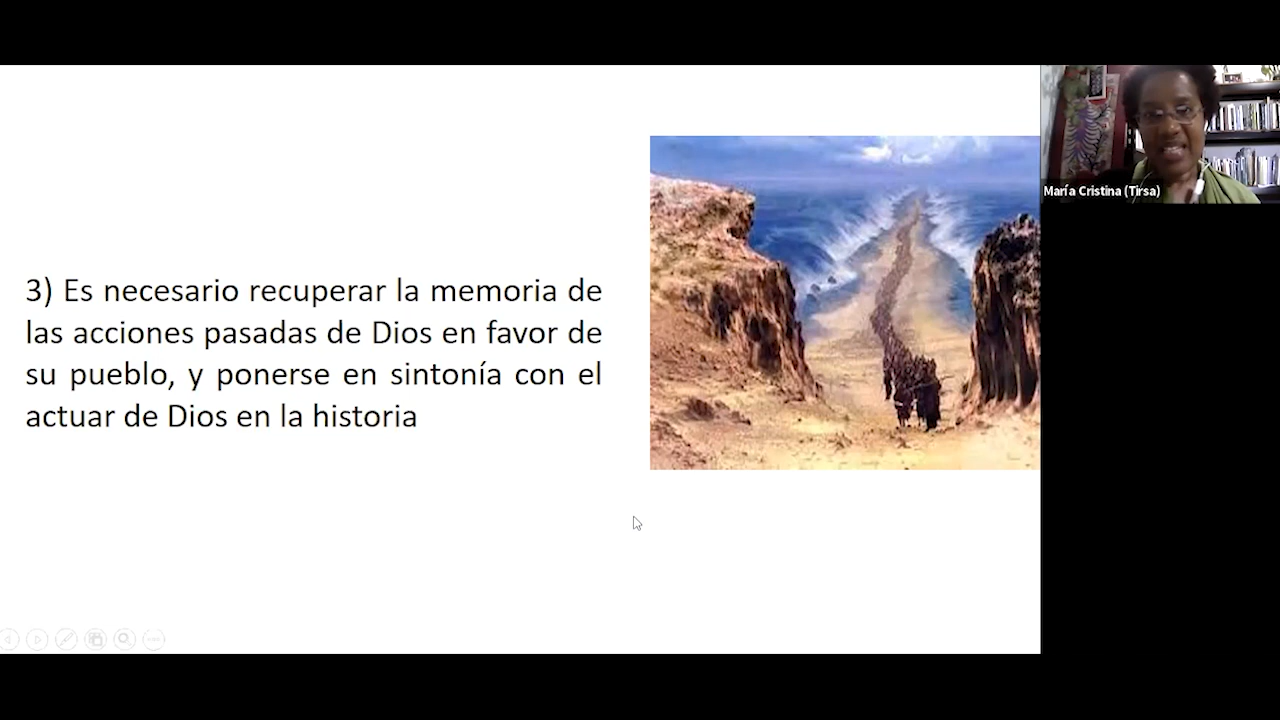 3) Es necesario recuperar la memoria de
las acciones pasadas de Dios en favor de
su pueblo, y ponerse en sintonía con el
actuar de Dios en la historia
María Cristina (Tirsa)